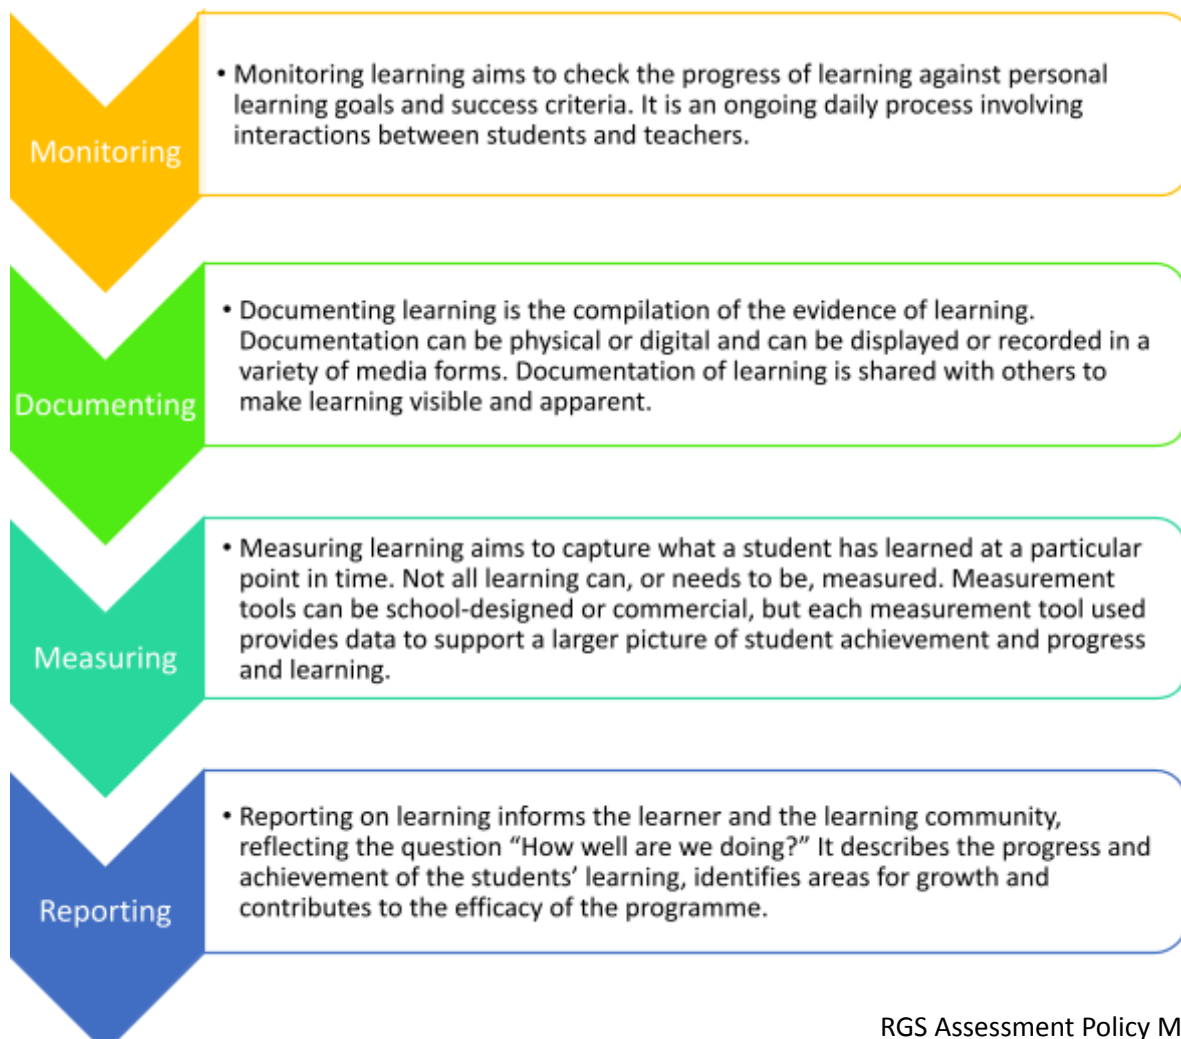 Monitoring
• Monitoring learning aims to check the progress of learning against personal
learning goals and success criteria. It is an ongoing daily process involving
interactions between students and teachers.
Documenting
• Documenting learning is the compilation of the evidence of learning.
Documentation can be physical or digital and can be displayed or recorded in a
variety of media forms. Documentation of learning is shared with others to
make learning visible and apparent.
Measuring
• Measuring learning aims to capture what a student has learned at a particular
point in time. Not all learning can, or needs to be, measured. Measurement
tools can be school-designed or commercial, but each measurement tool used
provides data to support a larger picture of student achievement and progress
and learning.
Reporting
• Reporting on learning informs the learner and the learning community,
reflecting the question “How well are we doing?” It describes the progress and
achievement of the students’ learning, identifies areas for growth and
contributes to the efficacy of the programme.
RGS Assessment Policy M